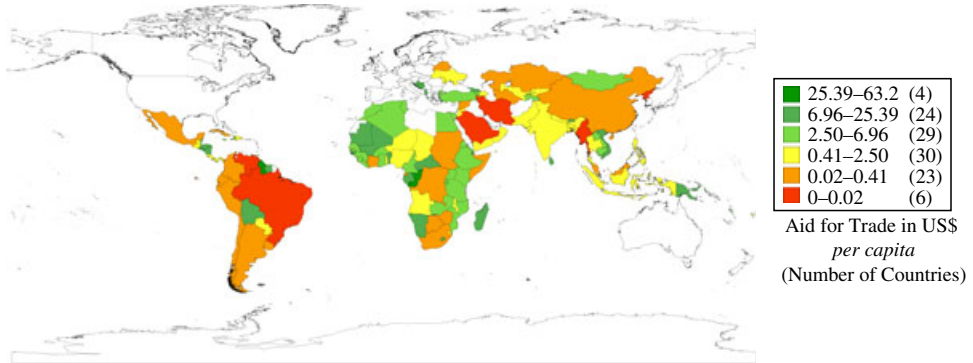 25.39–63.2 (4)
6.96–25.39 (24)
2.50–6.96 (29)
0.41–2.50 (30)
0.02–0.41 (23)
0–0.02 (6)
Aid for Trade in US$
per capita
(Number of Countries)